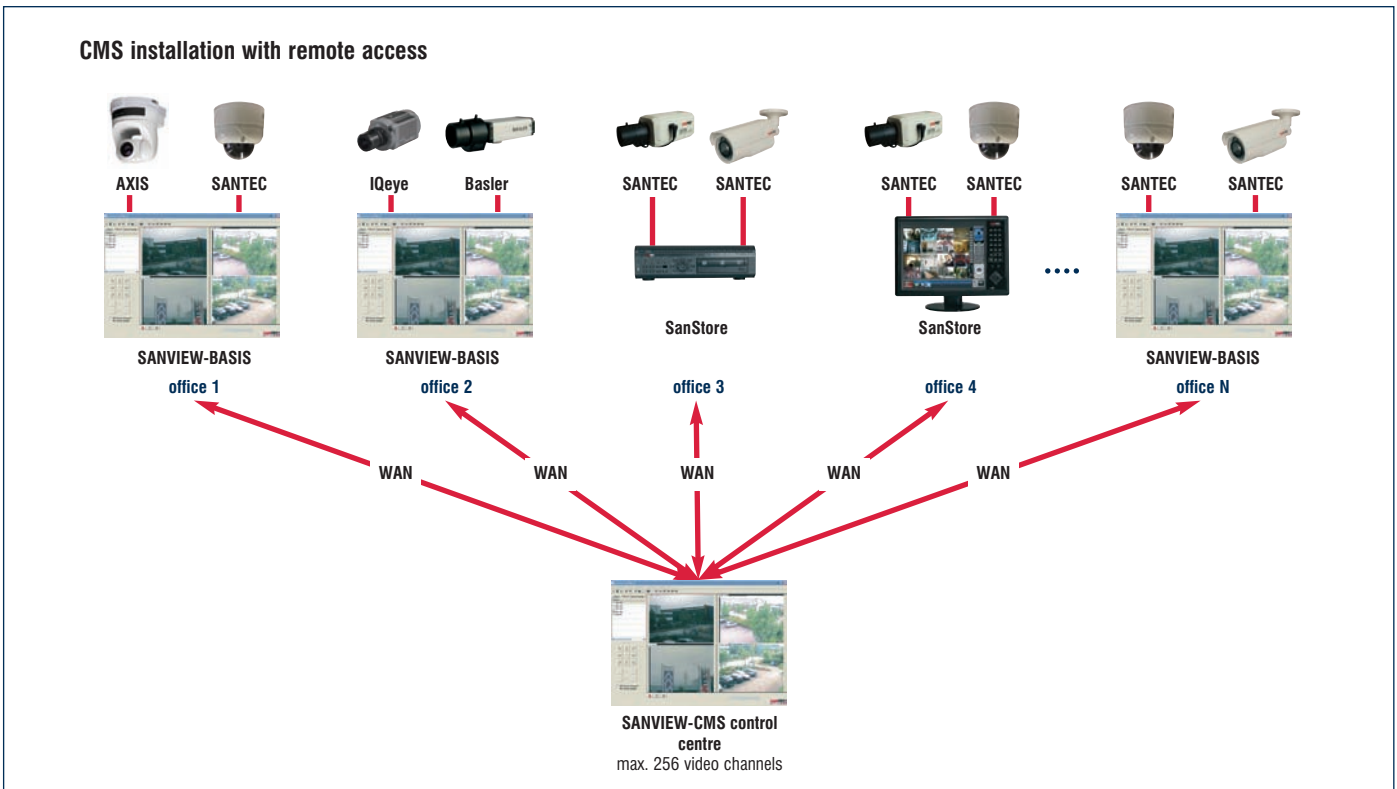 CMS installation with remote access
AXIS SANTEC IQeye Basler SANTEC SANTEC SANTEC SANTEC SANTEC SANTEC
SanStore SanStore
SANVIEW-BASIS SANVIEW-BASIS SANVIEW-BASIS
office 1 office 2 office 3 office 4 office N
WAN WAN WAN WAN WAN
SANVIEW-CMS control
centre
max. 256 video channels